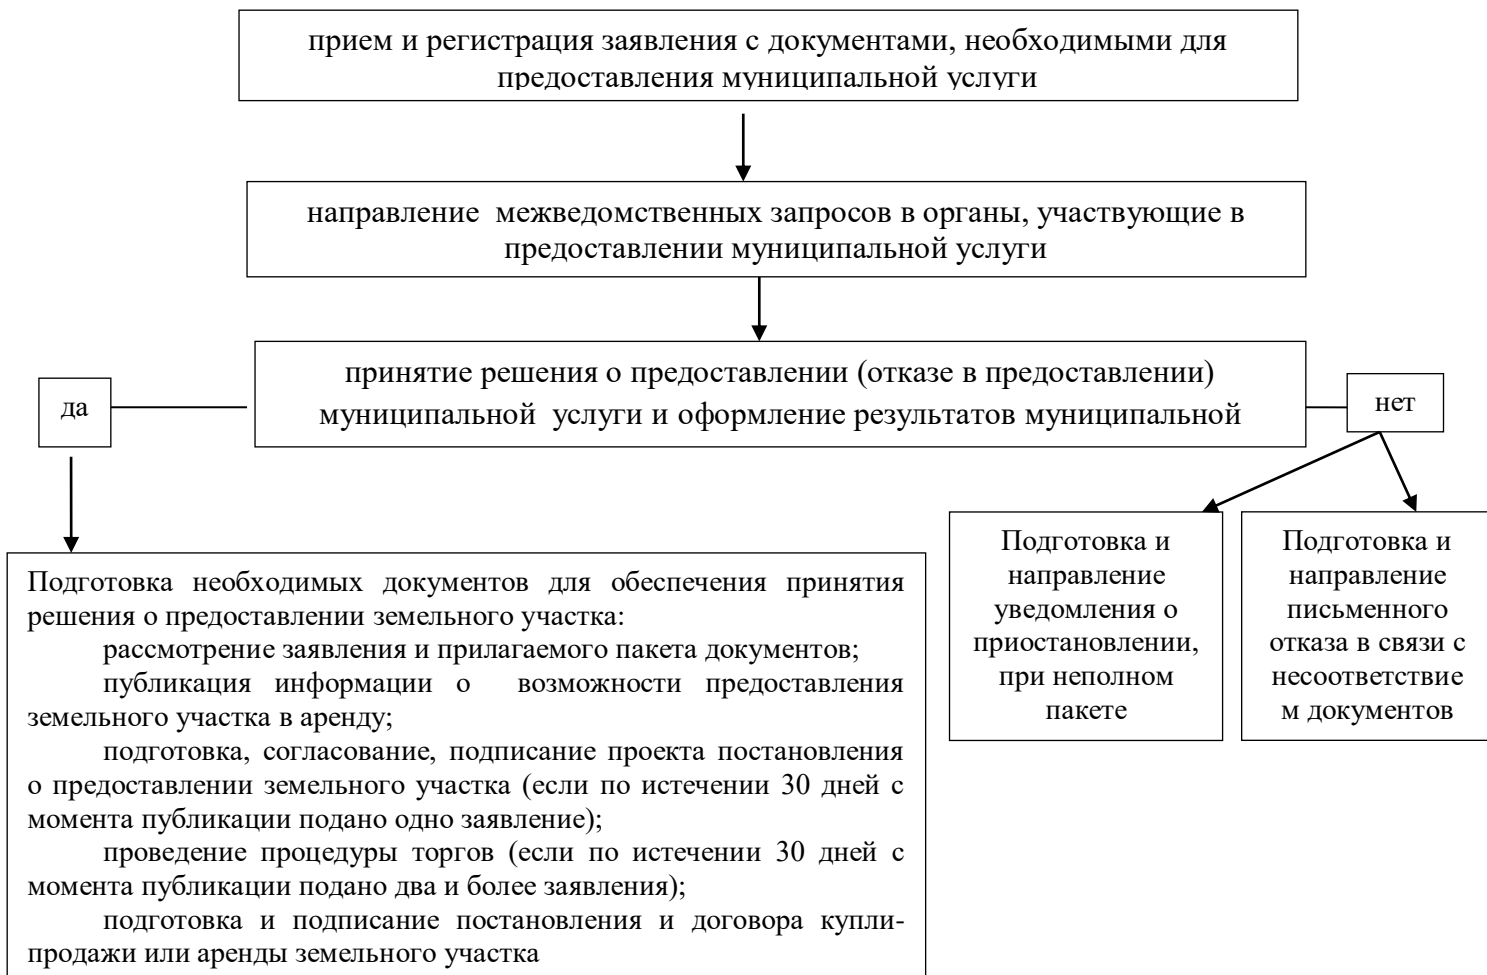 прием и регистрация заявления с документами, необходимыми для
предоставления муниципальной услуги
направление межведомственных запросов в органы, участвующие в
предоставлении муниципальной услуги
принятие решения о предоставлении (отказе в предоставлении)
муниципальной услуги и оформление результатов муниципальной
да
нет
Подготовка и
направление
уведомления о
приостановлении,
при неполном
пакете
Подготовка и
направление
письменного
отказа в связи с
несоответствие
м документов
Подготовка необходимых документов для обеспечения принятия
решения о предоставлении земельного участка:
рассмотрение заявления и прилагаемого пакета документов;
публикация информации о возможности предоставления
земельного участка в аренду;
подготовка, согласование, подписание проекта постановления
о предоставлении земельного участка (если по истечении 30 дней с
момента публикации подано одно заявление);
проведение процедуры торгов (если по истечении 30 дней с
момента публикации подано два и более заявления);
подготовка и подписание постановления и договора купли-
продажи или аренды земельного участка